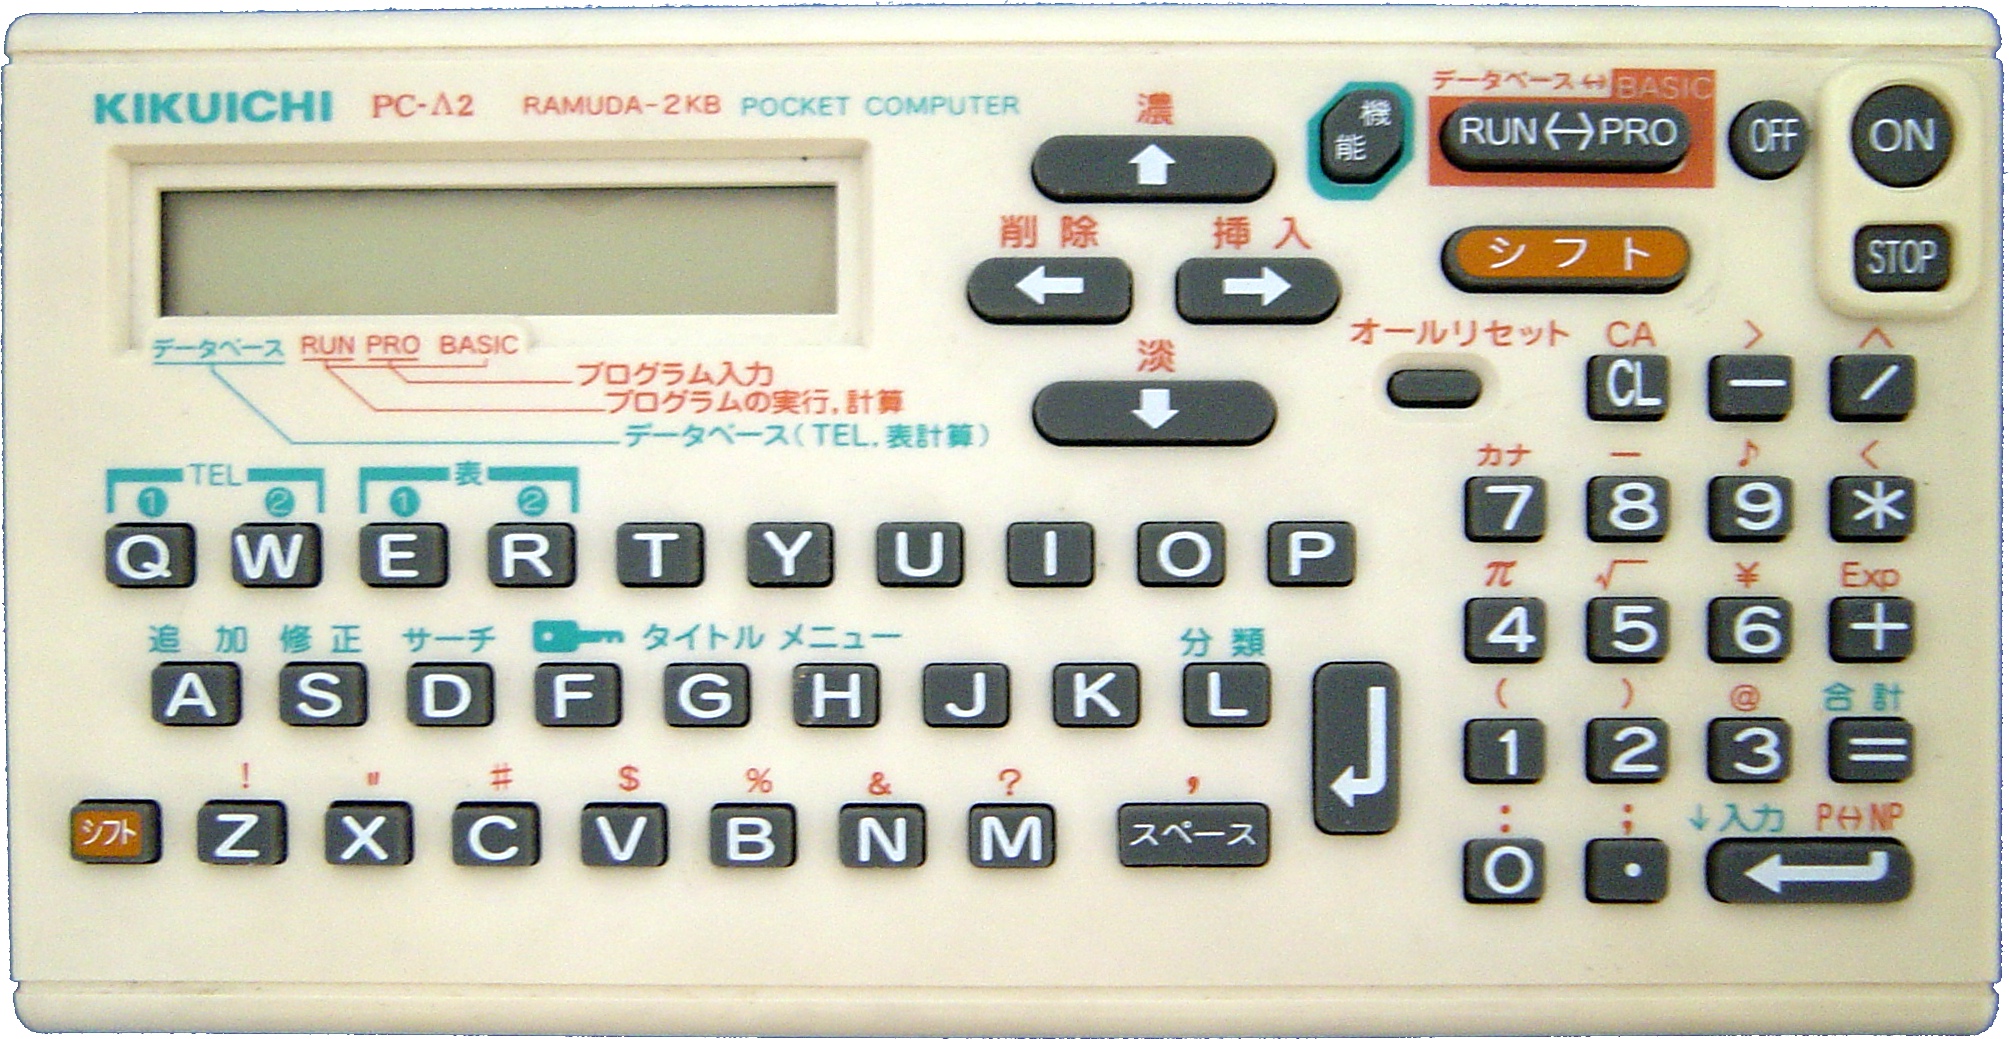 KIKUICHI PC-Λ2 RAMUDA-2KB POCKET COMPUTER
濃
機能
データベース↔BASIC
RUN↔PRO
OFF
ON
↑
削除 挿入
← →
シフト
STOP
データベース RUN PRO BASIC
プログラム入力
プログラムの実行,計算
データベース(TEL,表計算)
淡
↓
オールリセット CA > ^
CL − /
カナ − ♪ <
7 8 9 *
TEL 表
① ② ① ②
Q W E R T Y U I O P
π √ ¥ Exp
4 5 6 +
追加 修正 サーチ タイトル メニュー 分類
A S D F G H J K L ↵
( ) @ 合計
1 2 3 =
! " # $ % & ? ,
シフト Z X C V B N M スペース
: ; ↓入力 P↔NP
0 . ↵